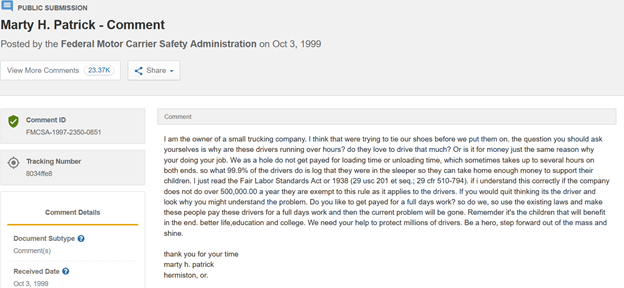 PUBLIC SUBMISSION
Marty H. Patrick - Comment
Posted by the Federal Motor Carrier Safety Administration on Oct 3, 1999
View More Comments 23.37K
Share
Comment ID
FMCSA-1997-2350-0851
Tracking Number
8034ffe8
Comment Details
Document Subtype
Comment(s)
Received Date
Oct 3, 1999
Comment
I am the owner of a small trucking company. I think that were trying to tie our shoes before we put them on. the question you should ask
yourselves is why are these drivers running over hours? do they love to drive that much? Or is it for money just the same reason why
your doing your job. We as a hole do not get payed for loading time or unloading time, which sometimes takes up to several hours on
both ends. so what 99.9% of the drivers do is log that they were in the sleeper so they can take home enough money to support their
children. I just read the Fair Labor Standards Act or 1938 (29 usc 201 et seq.; 29 cfr 510-794), if i understand this correctly if the company
does not do over 500,000.00 a year they are exempt to this rule as it applies to the drivers. If you would quit thinking its the driver and
look why you might understand the problem. Do you like to get payed for a full days work? so do we, so use the existing laws and make
these people pay these drivers for a full days work and then the current problem will be gone. Rememder it's the children that will benefit
in the end. better life,education and college. We need your help to protect millions of drivers. Be a hero, step forward out of the mass and
shine.
thank you for your time
marty h. patrick
hermiston, or.